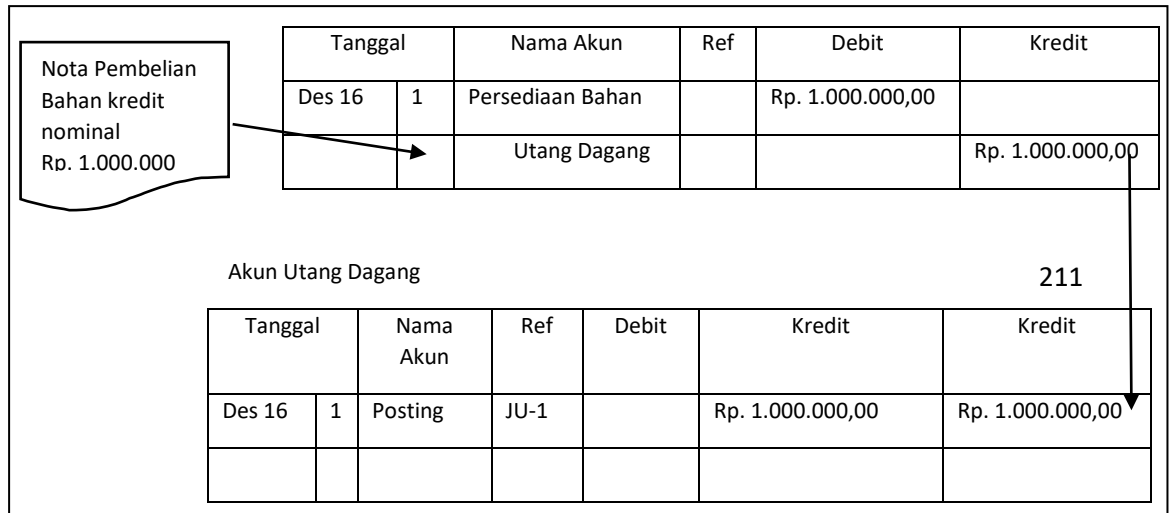 Nota Pembelian
Bahan kredit
nominal
Rp. 1.000.000
Tanggal Nama Akun Ref Debit Kredit
Des 16 1 Persediaan Bahan Rp. 1.000.000,00
Utang Dagang Rp. 1.000.000,00
Akun Utang Dagang 211
Tanggal Nama Akun Ref Debit Kredit Kredit
Des 16 1 Posting JU-1 Rp. 1.000.000,00 Rp. 1.000.000,00